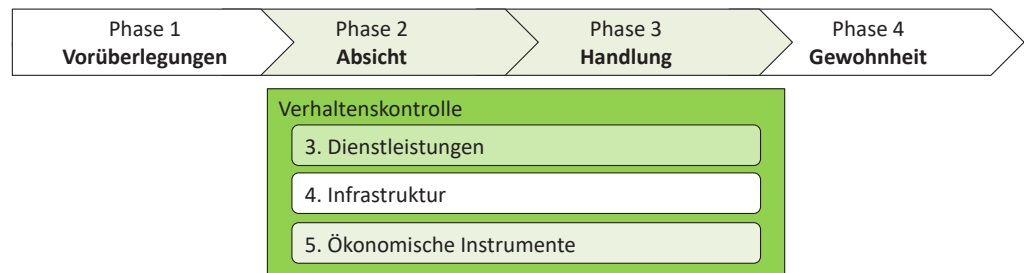 Phase 1
Vorüberlegungen
Phase 2
Absicht
Phase 3
Handlung
Phase 4
Gewohnheit
Verhaltenskontrolle
3. Dienstleistungen
4. Infrastruktur
5. Ökonomische Instrumente